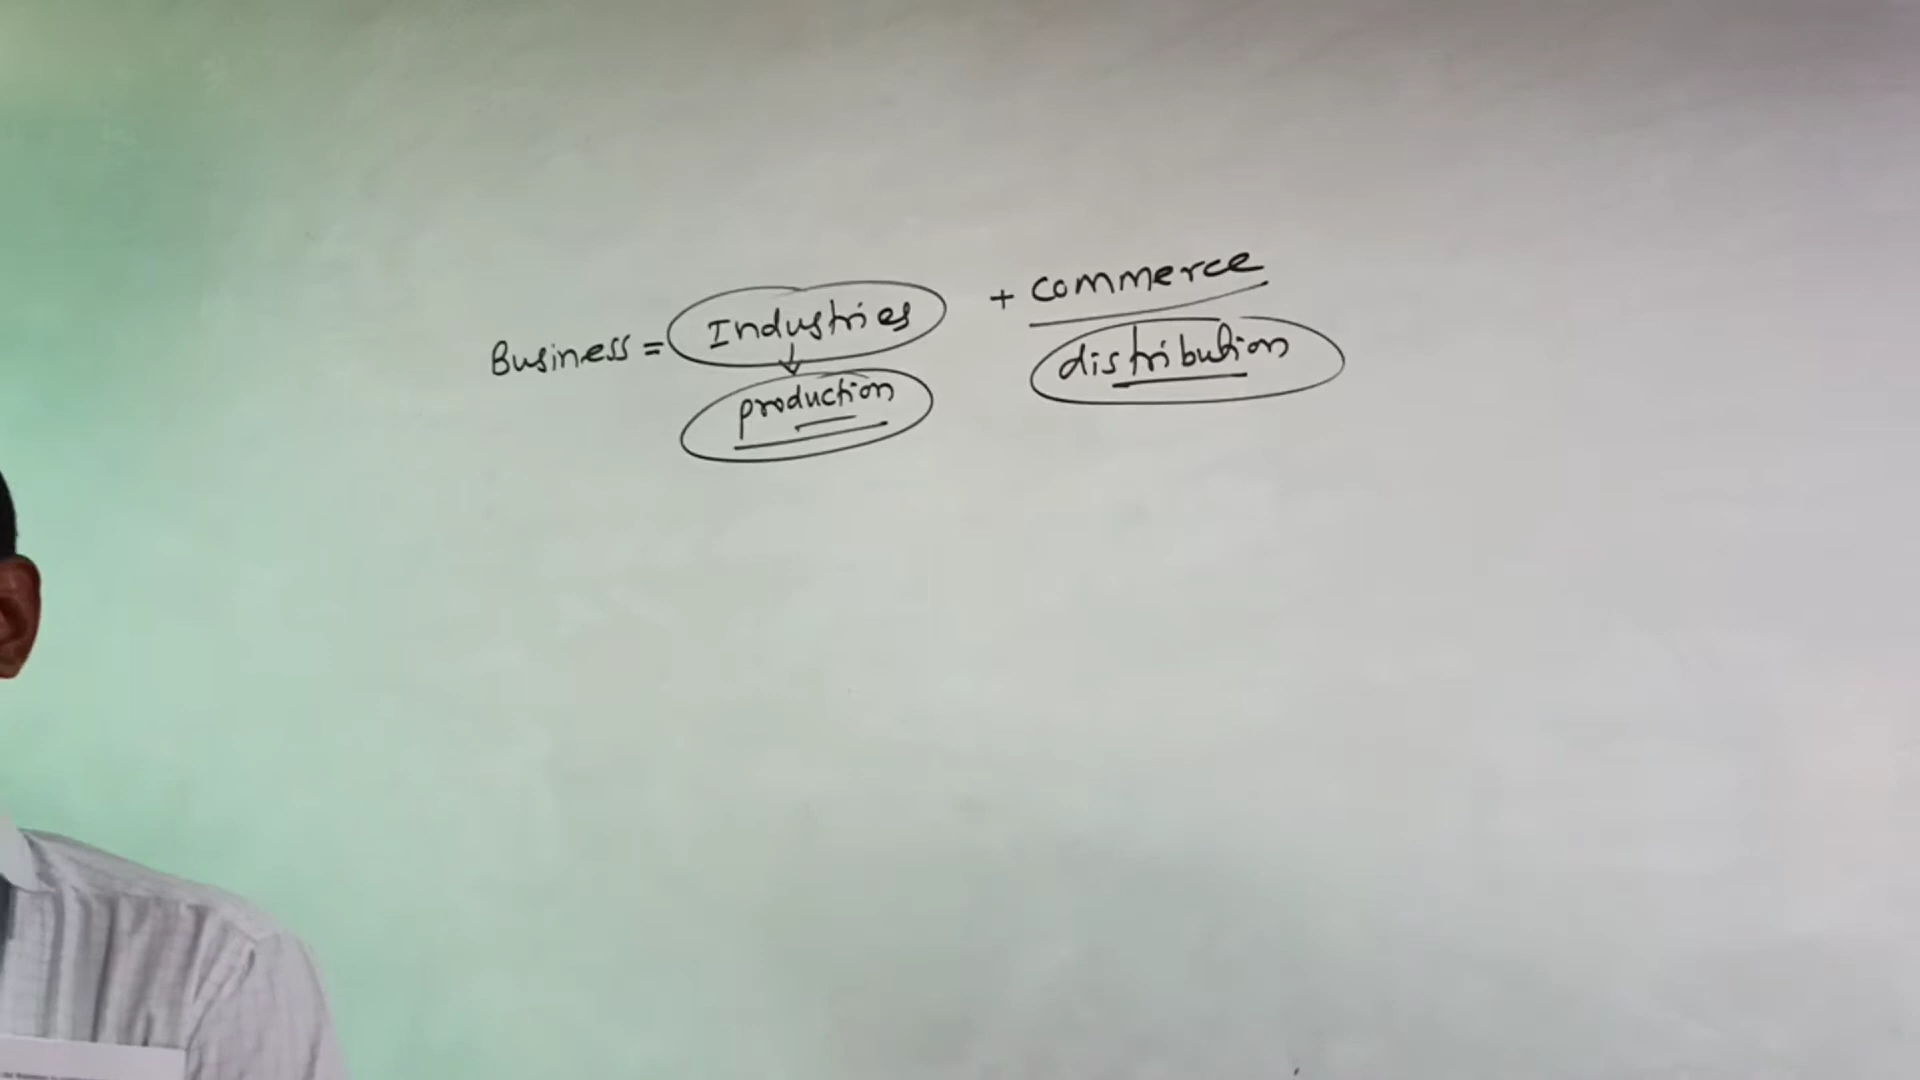 Business = Industries + commerce
production
distribution